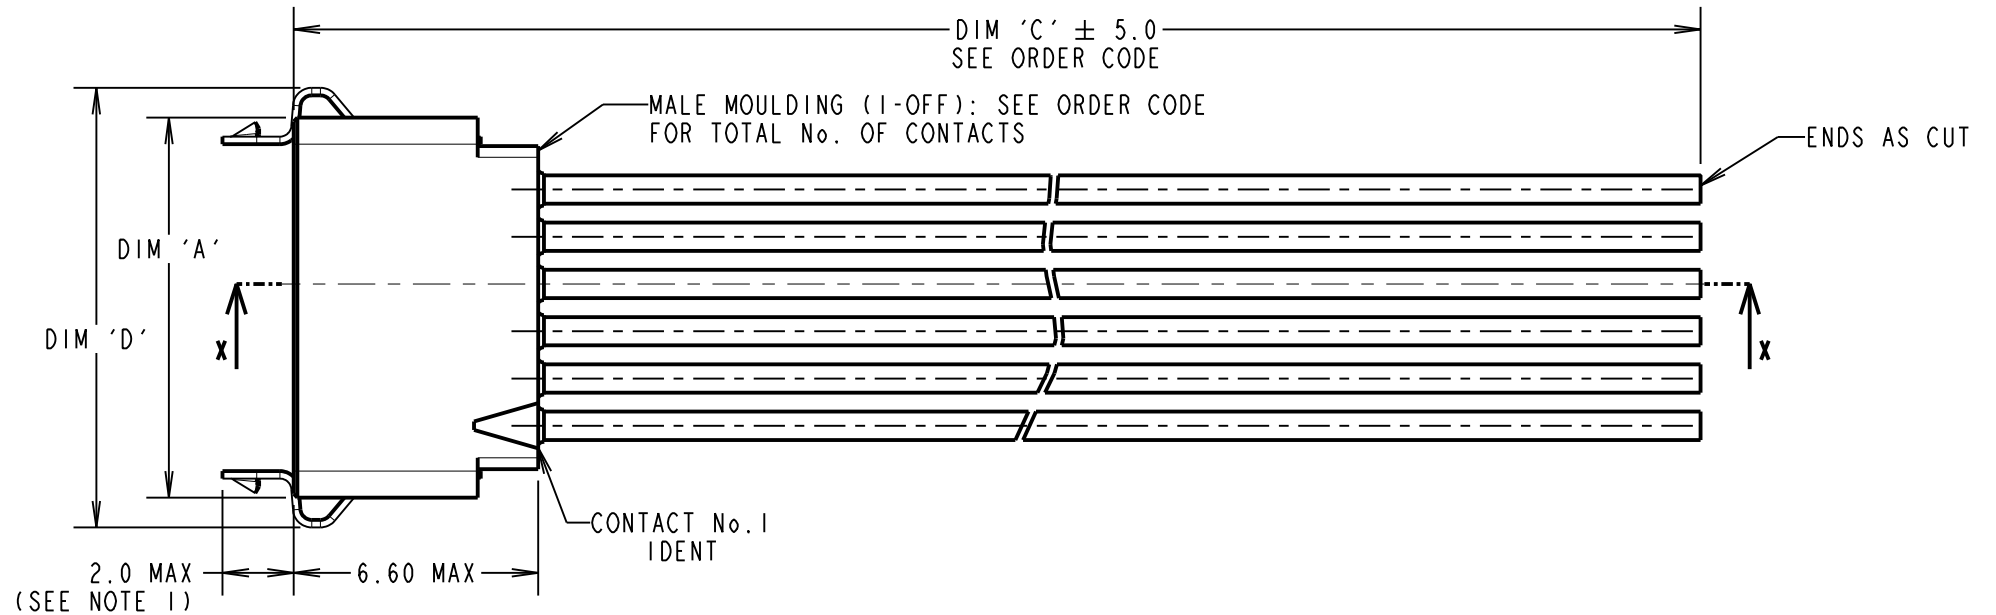 DIM 'C' ± 5.0
SEE ORDER CODE
MALE MOULDING (1-OFF): SEE ORDER CODE
FOR TOTAL No. OF CONTACTS
ENDS AS CUT
DIM 'A'
DIM 'D'
X
X
CONTACT No.1
IDENT
2.0 MAX
(SEE NOTE 1)
6.60 MAX